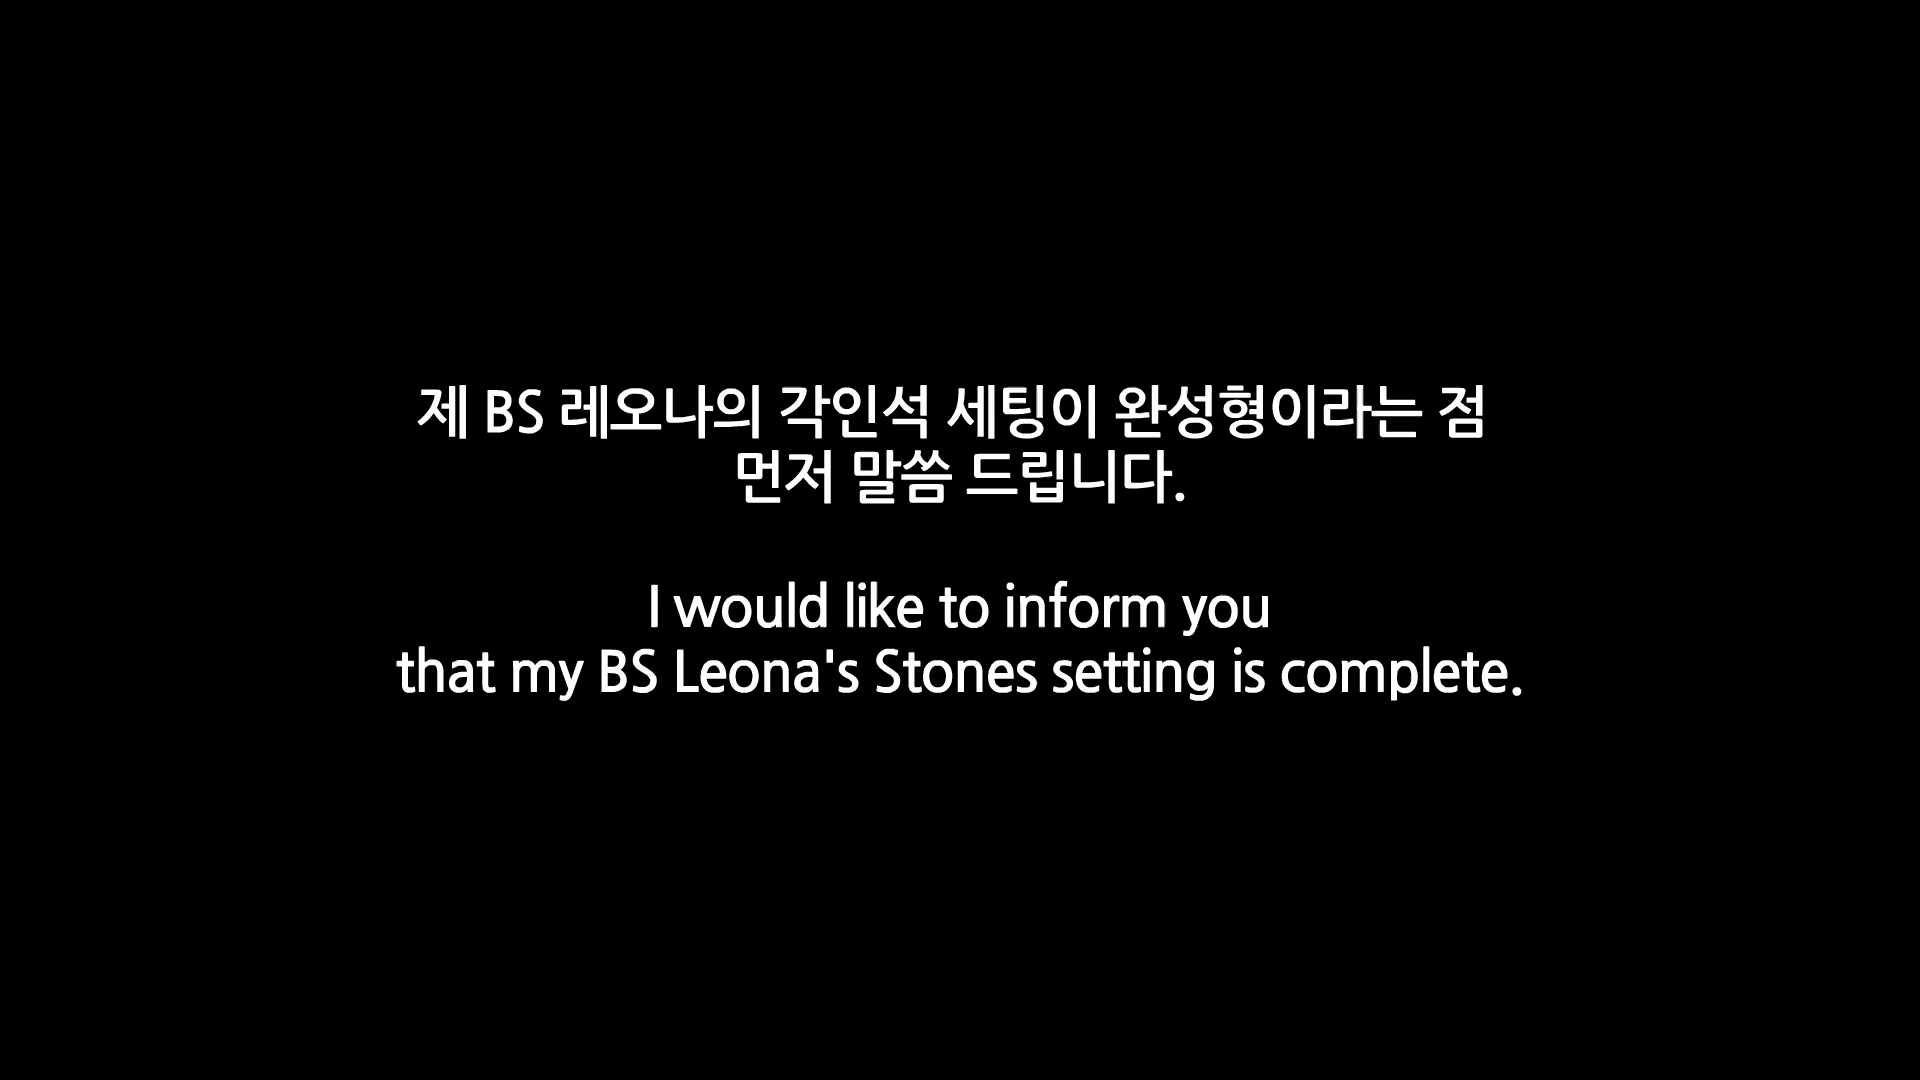 제 BS 레오나의 각인석 세팅이 완성형이라는 점
먼저 말씀 드립니다.
I would like to inform you
that my BS Leona's Stones setting is complete.